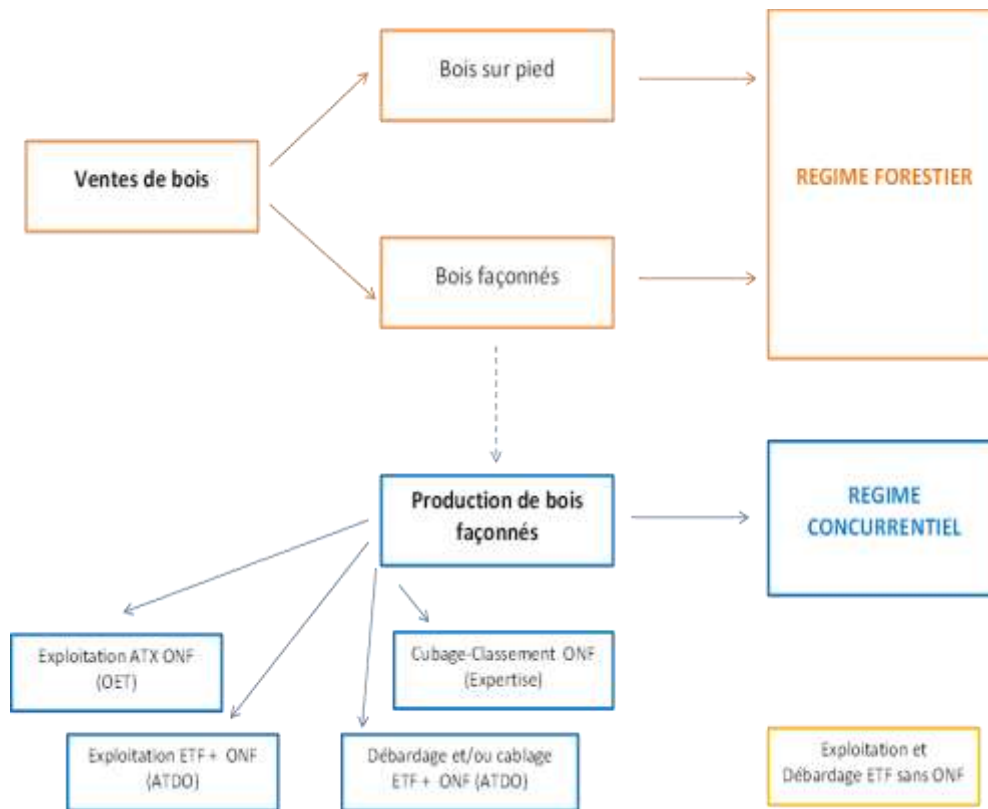 Bois sur pied
Ventes de bois
REGIME FORESTIER
Bois façonnés
Production de bois
façonnés
REGIME
CONCURRENTIEL
Exploitation ATX ONF
(OET)
Cubage-Classement ONF
(Expertise)
Exploitation ETF + ONF
(ATDO)
Débardage et/ou cablage
ETF + ONF (ATDO)
Exploitation et
Débardage ETF sans ONF